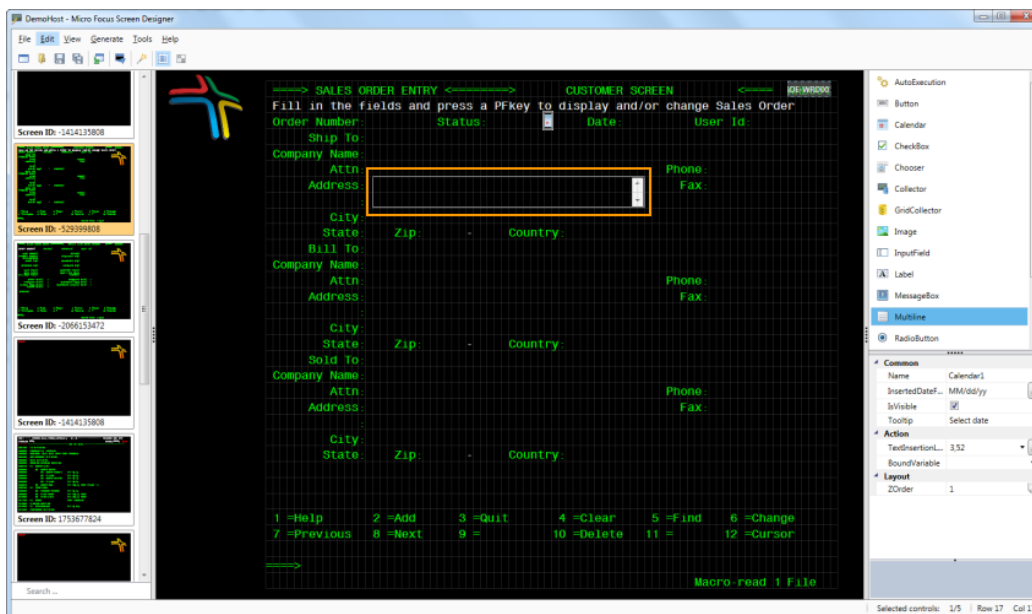 DemoHost - Micro Focus Screen Designer
File Edit View Generate Tools Help
Screen ID: -1414135808
Screen ID: -529399808
Screen ID: -2066153472
Screen ID: -1414135808
Screen ID: 1753677824
Search ...
====> SALES ORDER ENTRY <========> CUSTOMER SCREEN <====
Fill in the fields and press a PFkey to display and/or change Sales Order
Order Number: Status: Date: User Id:
Ship To:
Company Name:
Attn: Phone:
Address: Fax:
:
City:
State: Zip: - Country:
Bill To:
Company Name:
Attn: Phone:
Address: Fax:
:
City:
State: Zip: - Country:
Sold To:
Company Name:
Attn: Phone:
Address: Fax:
:
City:
State: Zip: - Country:
1 =Help 2 =Add 3 =Quit 4 =Clear 5 =Find 6 =Change
7 =Previous 8 =Next 9 = 10 =Delete 11 = 12 =Cursor
====>
Macro-read 1 File
AutoExecution
Button
Calendar
CheckBox
Chooser
Collector
GridCollector
Image
InputField
Label
MessageBox
Multiline
RadioButton
Common
Name Calendar1
InsertedDateF... MM/dd/yy
IsVisible
Tooltip Select date
Action
TextInsertionL... 3,52
BoundVariable
Layout
ZOrder 1
Selected controls: 1/5 Row 17 Col